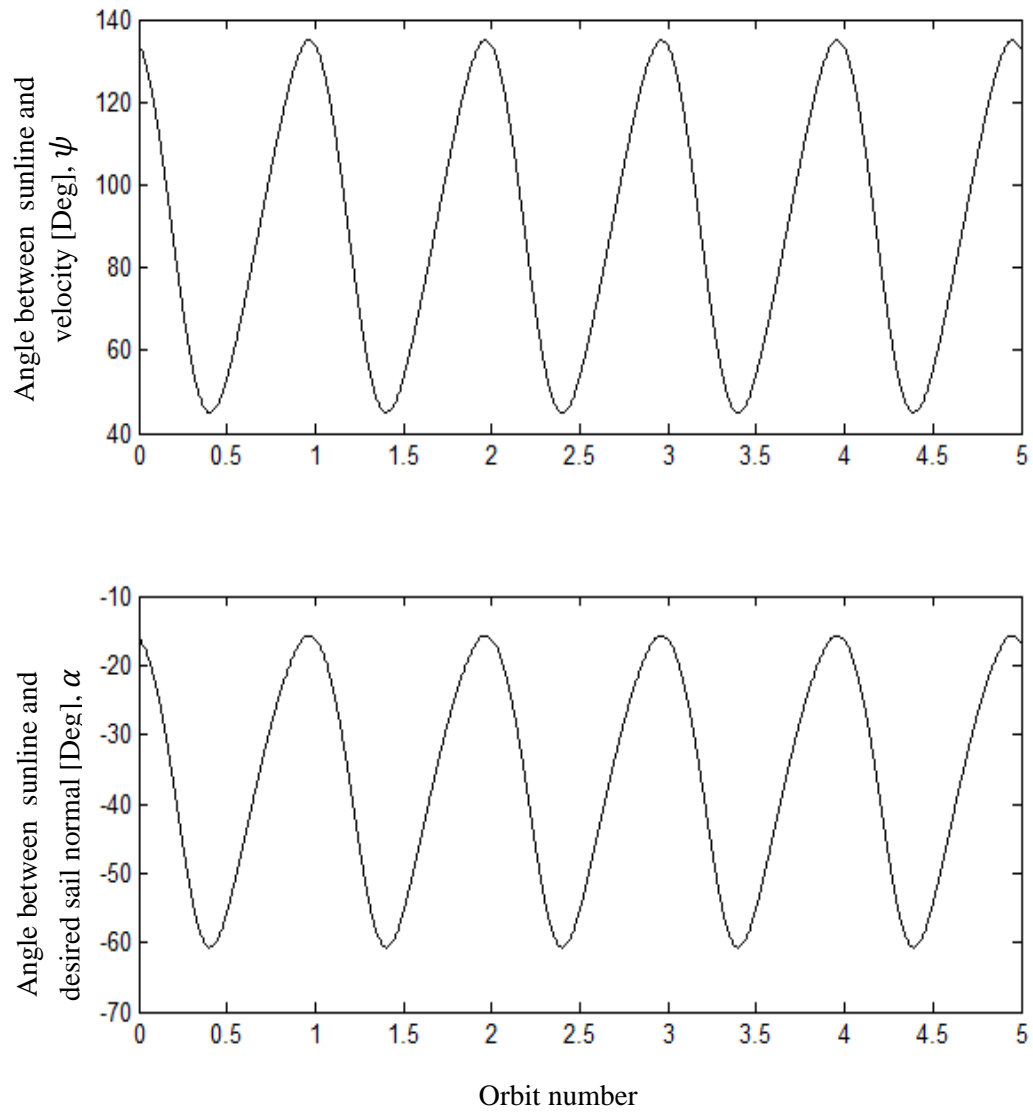 Angle between sunline and
velocity [Deg], ψ
140
120
100
80
60
40
0 0.5 1 1.5 2 2.5 3 3.5 4 4.5 5
Angle between sunline and
desired sail normal [Deg], α
-10
-20
-30
-40
-50
-60
-70
0 0.5 1 1.5 2 2.5 3 3.5 4 4.5 5
Orbit number